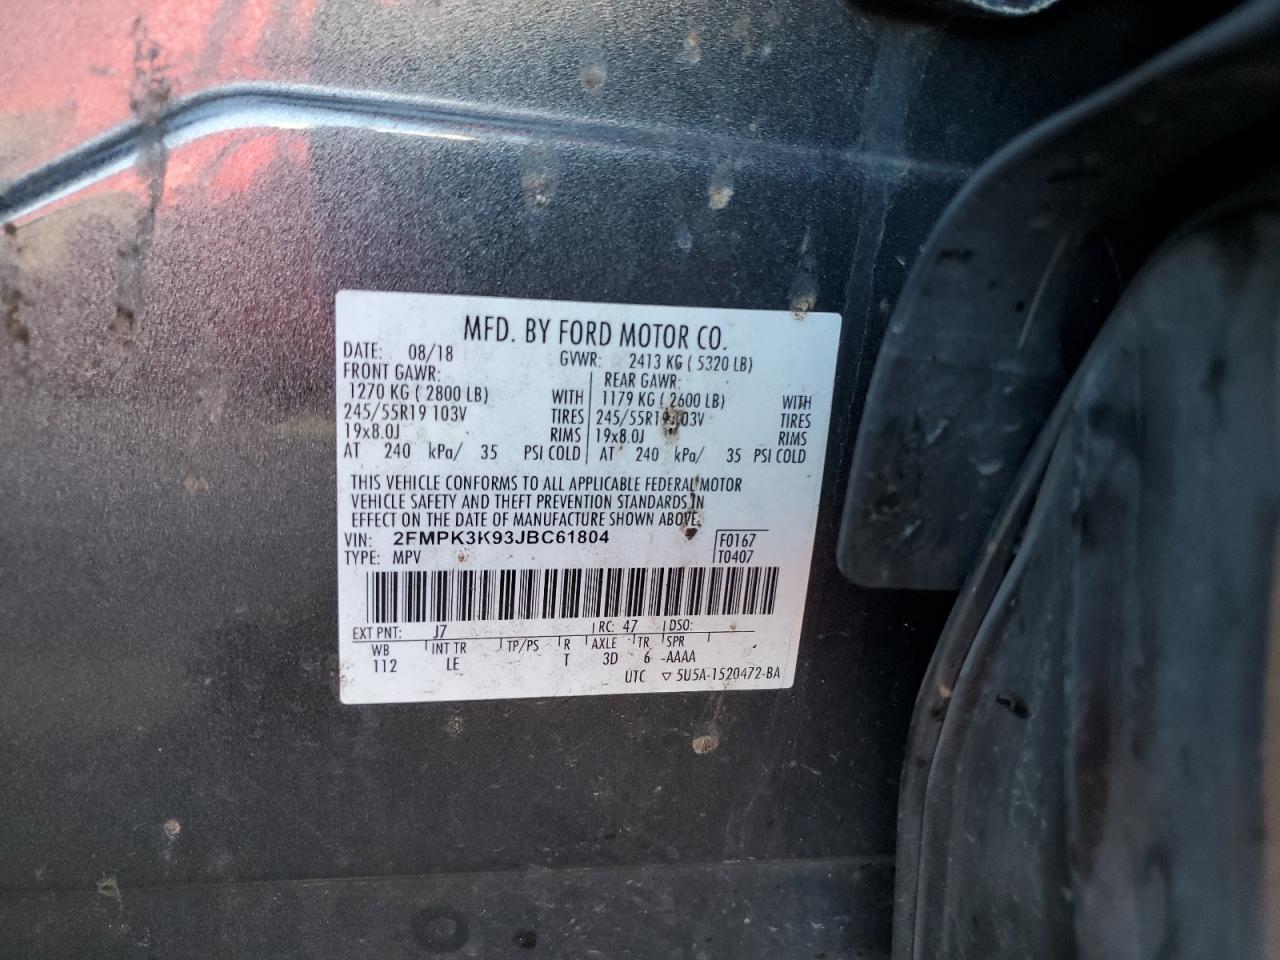 MFD. BY FORD MOTOR CO.
DATE: 08/18 GVWR: 2413 KG ( 5320 LB)
FRONT GAWR: REAR GAWR:
1270 KG ( 2800 LB) WITH 1179 KG ( 2600 LB) WITH
245/55R19 103V TIRES 245/55R19 103V TIRES
19x8.0J RIMS 19x8.0J RIMS
AT 240 kPa/ 35 PSI COLD AT 240 kPa/ 35 PSI COLD
THIS VEHICLE CONFORMS TO ALL APPLICABLE FEDERAL MOTOR
VEHICLE SAFETY AND THEFT PREVENTION STANDARDS IN
EFFECT ON THE DATE OF MANUFACTURE SHOWN ABOVE.
VIN: 2FMPK3K93JBC61804 F0167
TYPE: MPV T0407
EXT PNT: J7 RC: 47 DSO:
WB INT TR TP/PS R AXLE TR SPR
112 LE T 3D 6 -AAAA
UTC ▽ 5U5A-1520472-BA